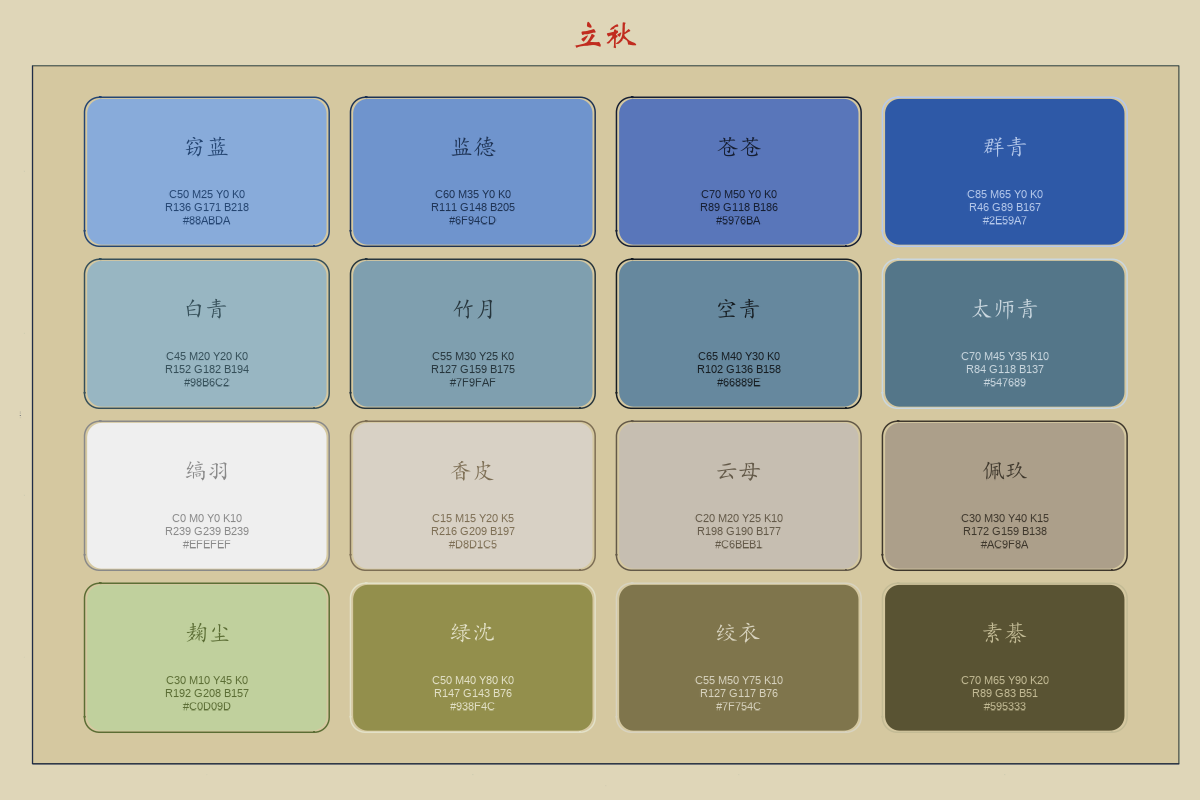 立秋
窃蓝
C50 M25 Y0 K0
R136 G171 B218
#88ABDA
监德
C60 M35 Y0 K0
R111 G148 B205
#6F94CD
苍苍
C70 M50 Y0 K0
R89 G118 B186
#5976BA
群青
C85 M65 Y0 K0
R46 G89 B167
#2E59A7
白青
C45 M20 Y20 K0
R152 G182 B194
#98B6C2
竹月
C55 M30 Y25 K0
R127 G159 B175
#7F9FAF
空青
C65 M40 Y30 K0
R102 G136 B158
#66889E
太师青
C70 M45 Y35 K10
R84 G118 B137
#547689
缟羽
C0 M0 Y0 K10
R239 G239 B239
#EFEFEF
香皮
C15 M15 Y20 K5
R216 G209 B197
#D8D1C5
云母
C20 M20 Y25 K10
R198 G190 B177
#C6BEB1
佩玖
C30 M30 Y40 K15
R172 G159 B138
#AC9F8A
麹尘
C30 M10 Y45 K0
R192 G208 B157
#C0D09D
绿沈
C50 M40 Y80 K0
R147 G143 B76
#938F4C
绞衣
C55 M50 Y75 K10
R127 G117 B76
#7F754C
素綦
C70 M65 Y90 K20
R89 G83 B51
#595333